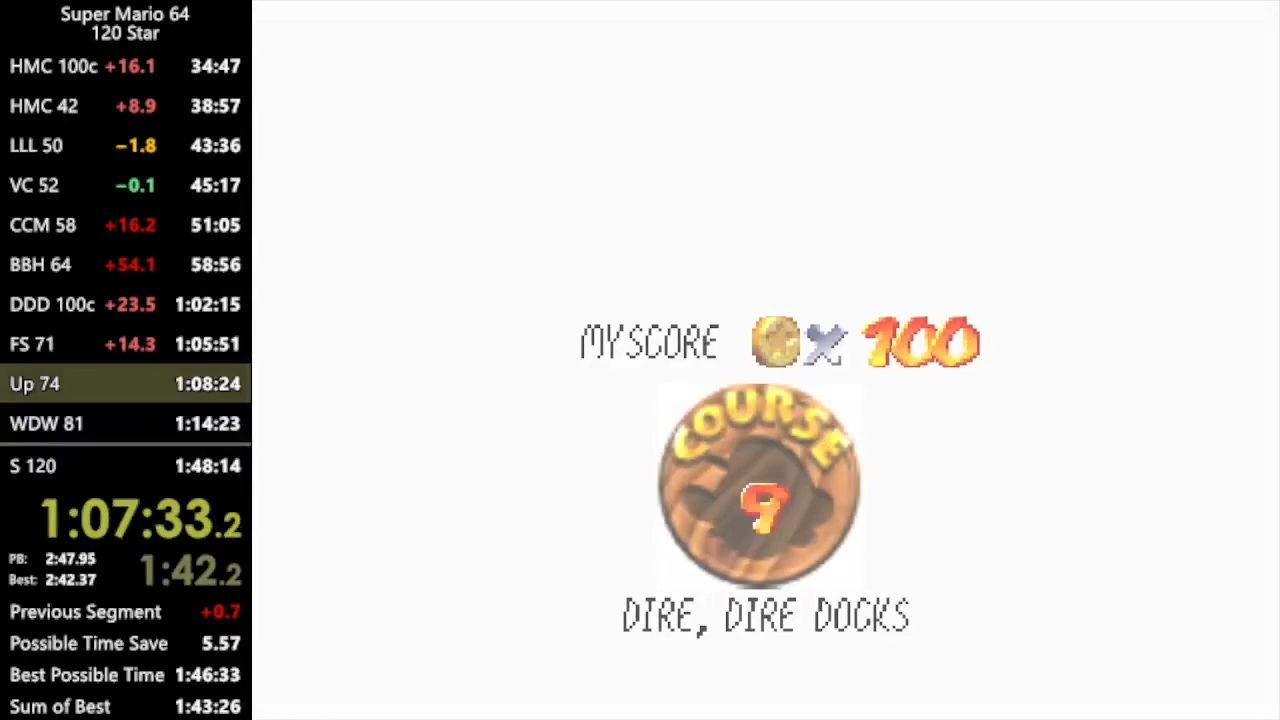 Super Mario 64
120 Star
HMC 100c +16.1 34:47
HMC 42 +8.9 38:57
LLL 50 −1.8 43:36
VC 52 −0.1 45:17
CCM 58 +16.2 51:05
BBH 64 +54.1 58:56
DDD 100c +23.5 1:02:15
FS 71 +14.3 1:05:51
Up 74 1:08:24
WDW 81 1:14:23
S 120 1:48:14
1:07:33.2
PB: 2:47.95
Best: 2:42.37
1:42.2
Previous Segment +0.7
Possible Time Save 5.57
Best Possible Time 1:46:33
Sum of Best 1:43:26
MYSCORE × 100
COURSE
9
DIRE, DIRE DOCKS